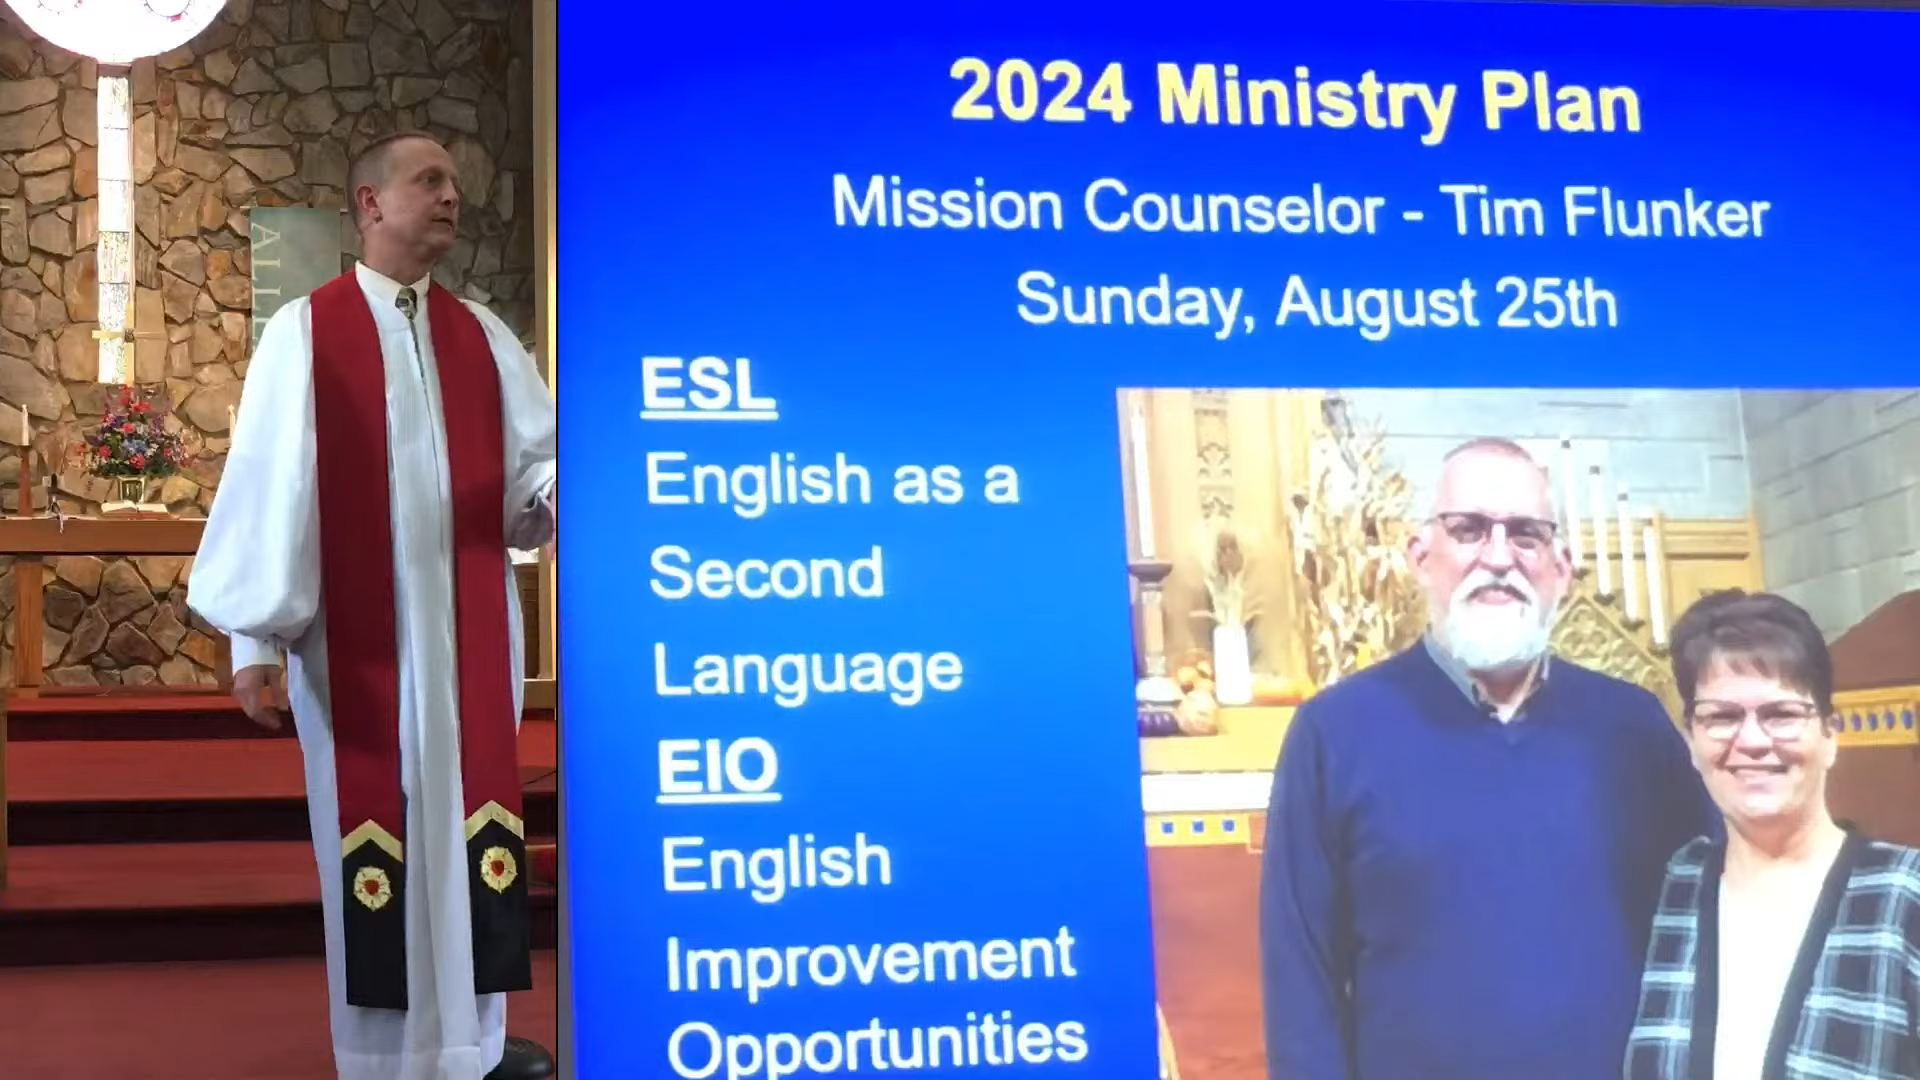 ALLE
2024 Ministry Plan
Mission Counselor - Tim Flunker
Sunday, August 25th
ESL
English as a
Second
Language
EIO
English
Improvement
Opportunities